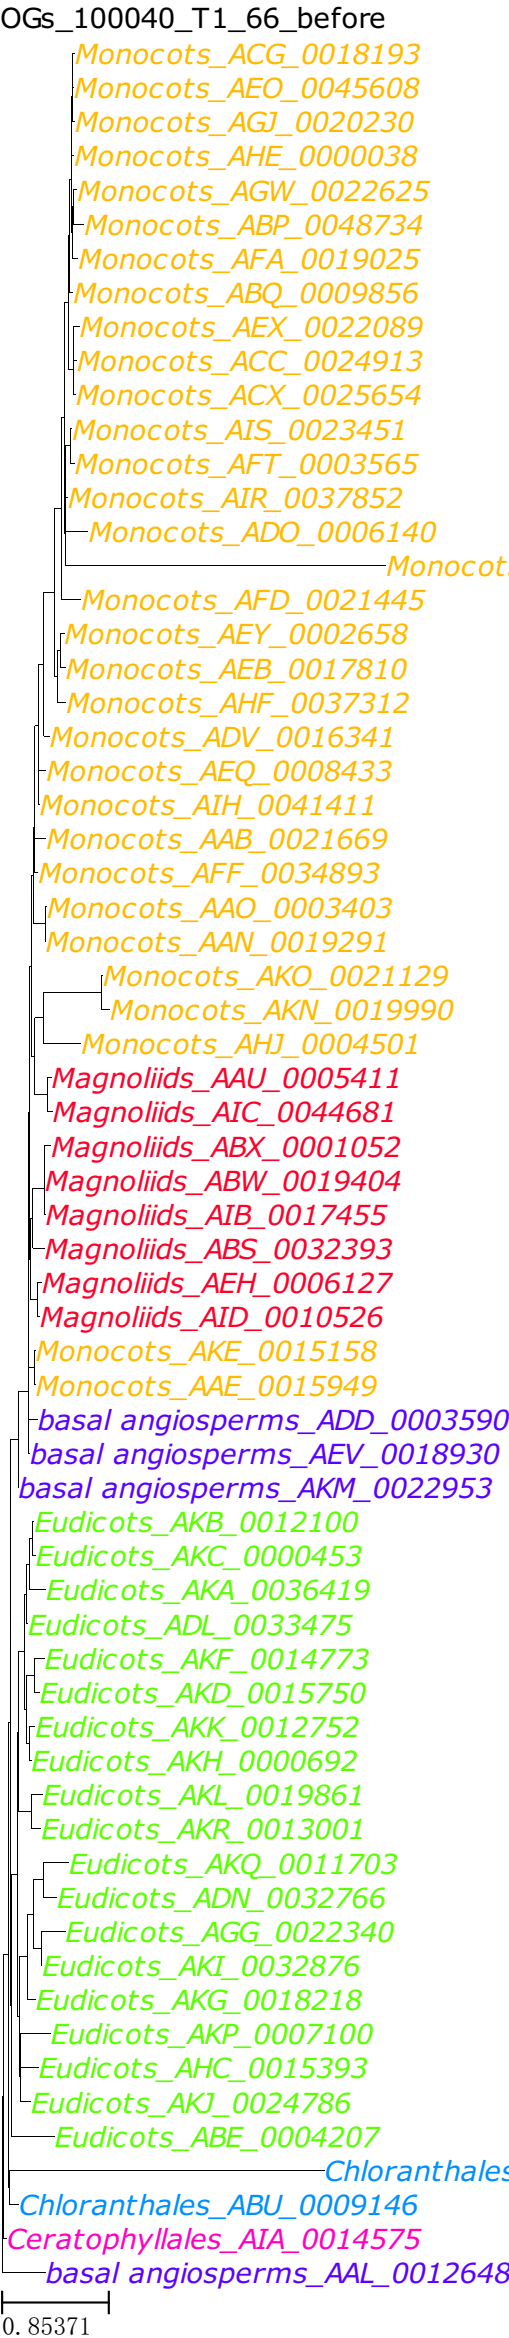 OGs_100040_T1_66_before
Monocots_ACG_0018193
Monocots_AEO_0045608
Monocots_AGJ_0020230
Monocots_AHE_0000038
Monocots_AGW_0022625
Monocots_ABP_0048734
Monocots_AFA_0019025
Monocots_ABQ_0009856
Monocots_AEX_0022089
Monocots_ACC_0024913
Monocots_ACX_0025654
Monocots_AIS_0023451
Monocots_AFT_0003565
Monocots_AIR_0037852
Monocots_ADO_0006140
Monocots
Monocots_AFD_0021445
Monocots_AEY_0002658
Monocots_AEB_0017810
Monocots_AHF_0037312
Monocots_ADV_0016341
Monocots_AEQ_0008433
Monocots_AIH_0041411
Monocots_AAB_0021669
Monocots_AFF_0034893
Monocots_AAO_0003403
Monocots_AAN_0019291
Monocots_AKO_0021129
Monocots_AKN_0019990
Monocots_AHJ_0004501
Magnoliids_AAU_0005411
Magnoliids_AIC_0044681
Magnoliids_ABX_0001052
Magnoliids_ABW_0019404
Magnoliids_AIB_0017455
Magnoliids_ABS_0032393
Magnoliids_AEH_0006127
Magnoliids_AID_0010526
Monocots_AKE_0015158
Monocots_AAE_0015949
basal angiosperms_ADD_0003590
basal angiosperms_AEV_0018930
basal angiosperms_AKM_0022953
Eudicots_AKB_0012100
Eudicots_AKC_0000453
Eudicots_AKA_0036419
Eudicots_ADL_0033475
Eudicots_AKF_0014773
Eudicots_AKD_0015750
Eudicots_AKK_0012752
Eudicots_AKH_0000692
Eudicots_AKL_0019861
Eudicots_AKR_0013001
Eudicots_AKQ_0011703
Eudicots_ADN_0032766
Eudicots_AGG_0022340
Eudicots_AKI_0032876
Eudicots_AKG_0018218
Eudicots_AKP_0007100
Eudicots_AHC_0015393
Eudicots_AKJ_0024786
Eudicots_ABE_0004207
Chloranthales
Chloranthales_ABU_0009146
Ceratophyllales_AIA_0014575
basal angiosperms_AAL_0012648
0.85371